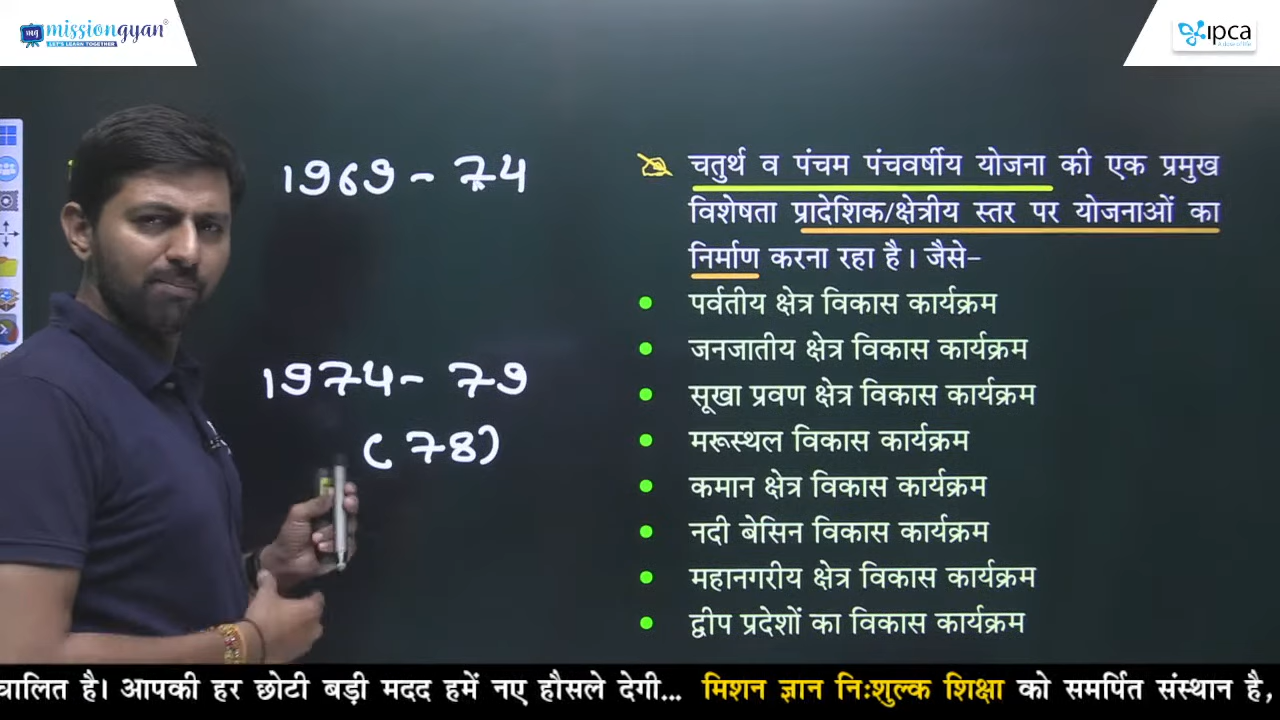 missiongyan
LET'S LEARN TOGETHER
ipca
A dose of life
1969 - 74
1974 - 79
(78)
चतुर्थ व पंचम पंचवर्षीय योजना की एक प्रमुख
विशेषता प्रादेशिक/क्षेत्रीय स्तर पर योजनाओं का
निर्माण करना रहा है। जैसे-
• पर्वतीय क्षेत्र विकास कार्यक्रम
• जनजातीय क्षेत्र विकास कार्यक्रम
• सूखा प्रवण क्षेत्र विकास कार्यक्रम
• मरूस्थल विकास कार्यक्रम
• कमान क्षेत्र विकास कार्यक्रम
• नदी बेसिन विकास कार्यक्रम
• महानगरीय क्षेत्र विकास कार्यक्रम
• द्वीप प्रदेशों का विकास कार्यक्रम
चालित है। आपकी हर छोटी बड़ी मदद हमें नए हौसले देगी... मिशन ज्ञान निःशुल्क शिक्षा को समर्पित संस्थान है,